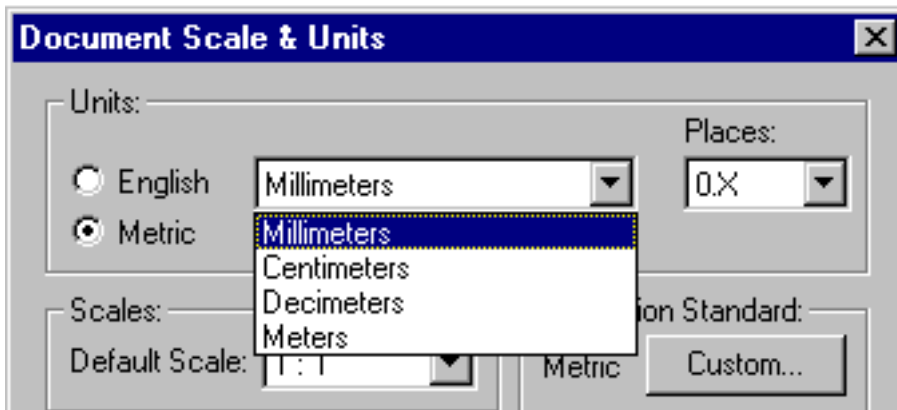 Document Scale & Units
Units:
Places:
English
Millimeters
0.X
Metric
Millimeters
Centimeters
Decimeters
Meters
Scales:
ion Standard:
Default Scale:
1 : 1
Metric
Custom...